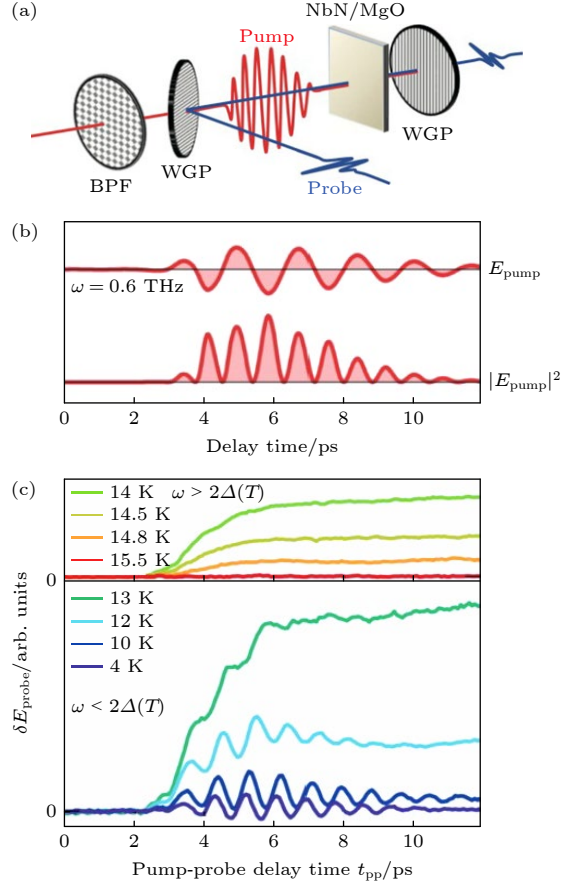 (a)
NbN/MgO
Pump
WGP
BPF
WGP
Probe
(b)
E_pump
ω = 0.6 THz
|E_pump|²
0 2 4 6 8 10
Delay time/ps
(c)
14 K ω > 2Δ(T)
14.5 K
14.8 K
15.5 K
0
13 K
12 K
10 K
4 K
ω < 2Δ(T)
δE_probe/arb. units
0
0 2 4 6 8 10
Pump-probe delay time t_pp/ps